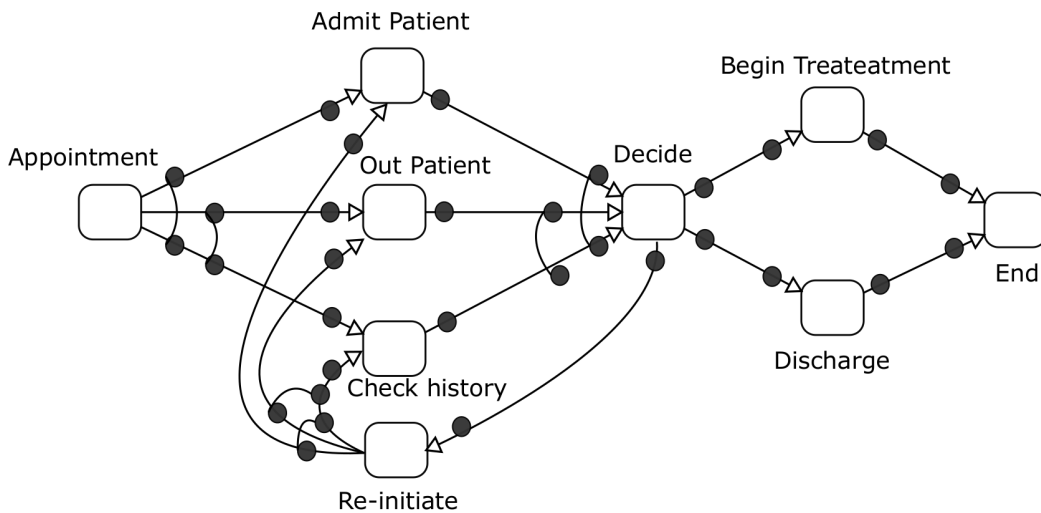 Admit Patient
Begin Treateatment
Appointment
Out Patient
Decide
End
Check history
Discharge
Re-initiate